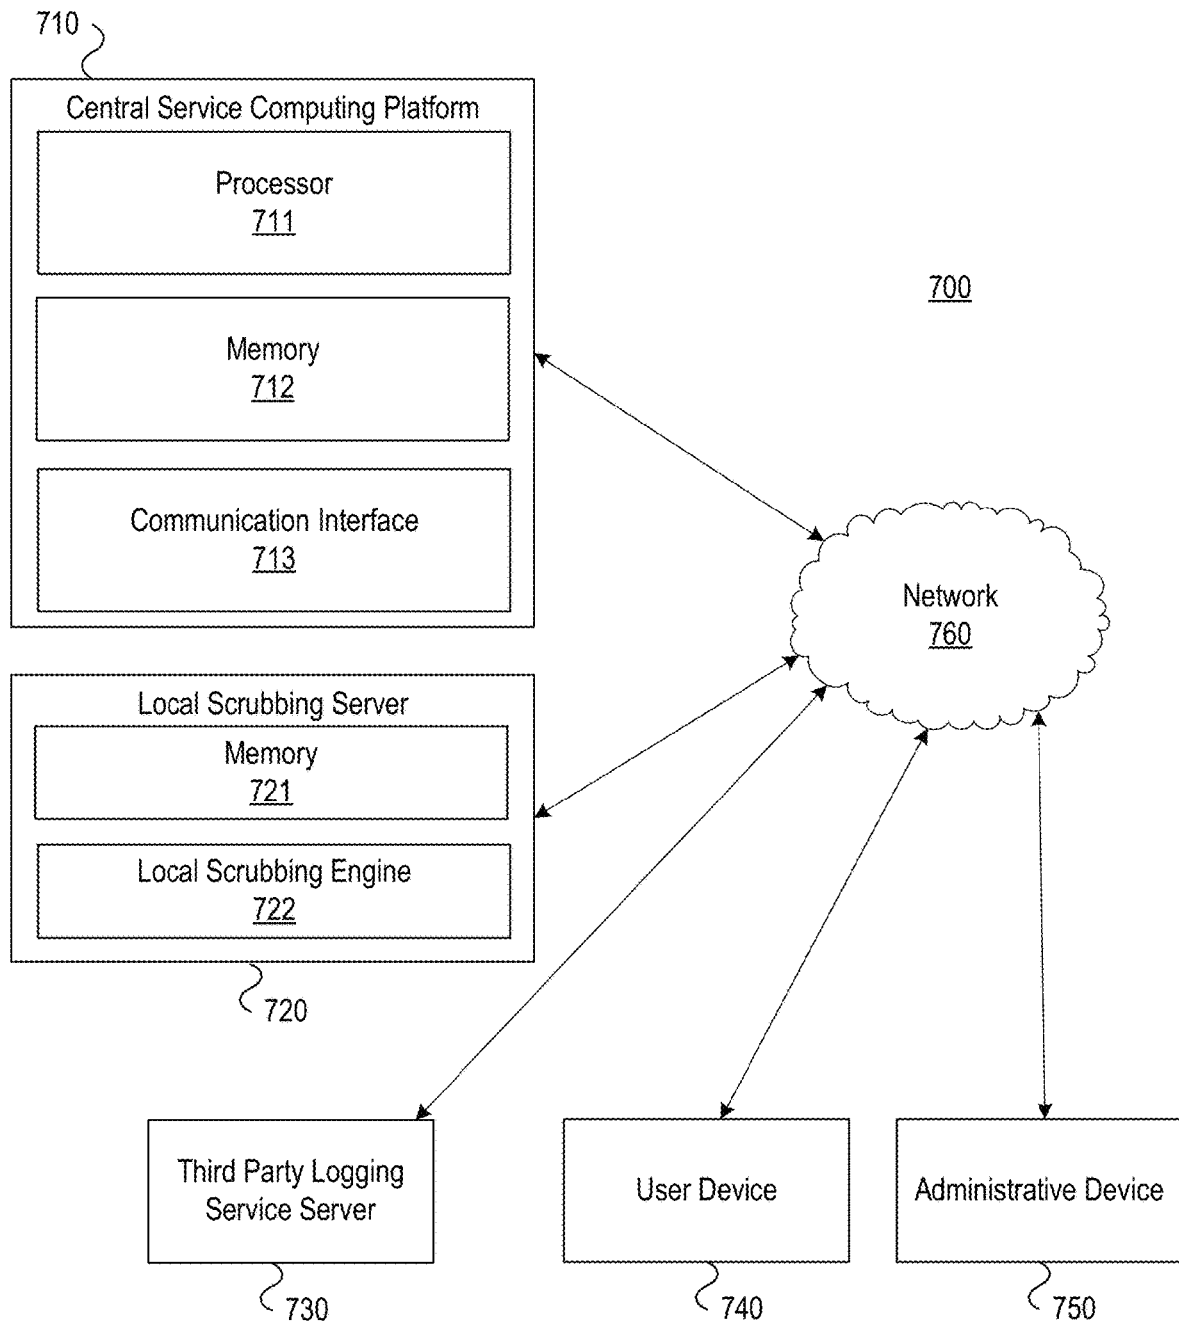 710
Central Service Computing Platform
Processor
711
Memory
712
Communication Interface
713
700
Network
760
Local Scrubbing Server
Memory
721
Local Scrubbing Engine
722
720
Third Party Logging
Service Server
730
User Device
740
Administrative Device
750